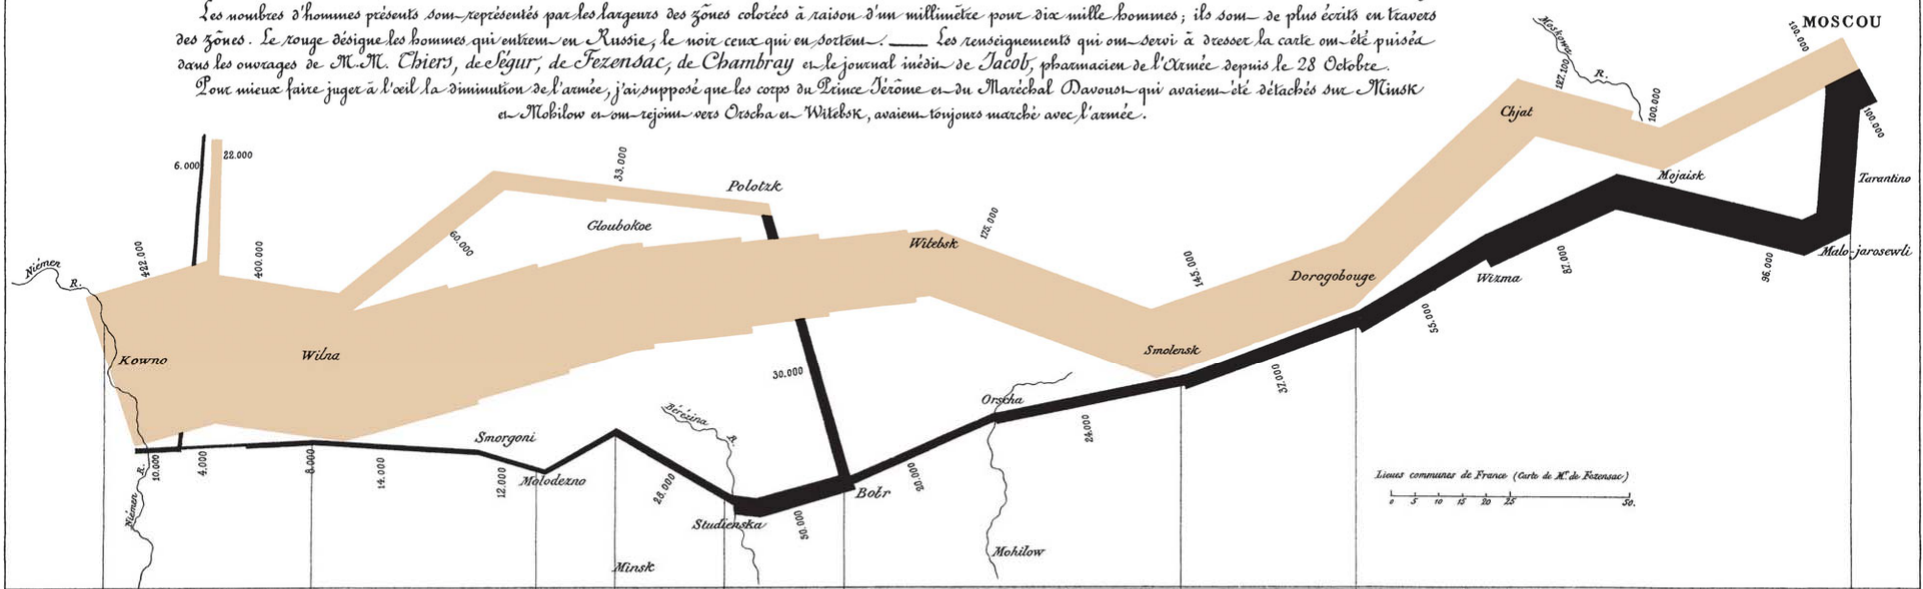 Les nombres d'hommes présents sont représentés par les largeurs des zônes colorées à raison d'un millimètre pour dix mille hommes; ils sont de plus écrits en travers
des zônes. Le rouge désigne les hommes qui entrent en Russie, le noir ceux qui en sortent. ___ Les renseignements qui ont servi à dresser la carte ont été puisés
dans les ouvrages de M.M. Thiers, de Ségur, de Fezensac, de Chambray et le journal inédit de Jacob, pharmacien de l'Armée depuis le 28 Octobre.
Pour mieux faire juger à l'œil la diminution de l'armée, j'ai supposé que les corps du Prince Jérôme et du Maréchal Davoust qui avaient été détachés sur Minsk
et Mohilow et ont rejoint vers Orscha et Witebsk, avaient toujours marché avec l'armée.
MOSCOU
100.000
Moskowa
R.
127.100
100.000
100.000
Chjat
Mojaisk
Tarantino
Malo-jarosewli
6.000
22.000
33.000
Polotzk
Gloubokoe
60.000
422.000
400.000
Niémen
R.
Witebsk
175.000
145.000
Dorogobouge
Wizma
87.000
96.000
55.000
Kowno
Wilna
Smolensk
37.000
30.000
Orscha
24.000
Bérézina
R.
Smorgoni
Molodezno
10.000
4.000
8.000
14.000
12.000
28.000
20.000
Bobr
Studienska
50.000
Niémen
R.
Minsk
Mohilow
Lieues communes de France (Carte de M. de Fezensac)
0 5 10 15 20 25 50.